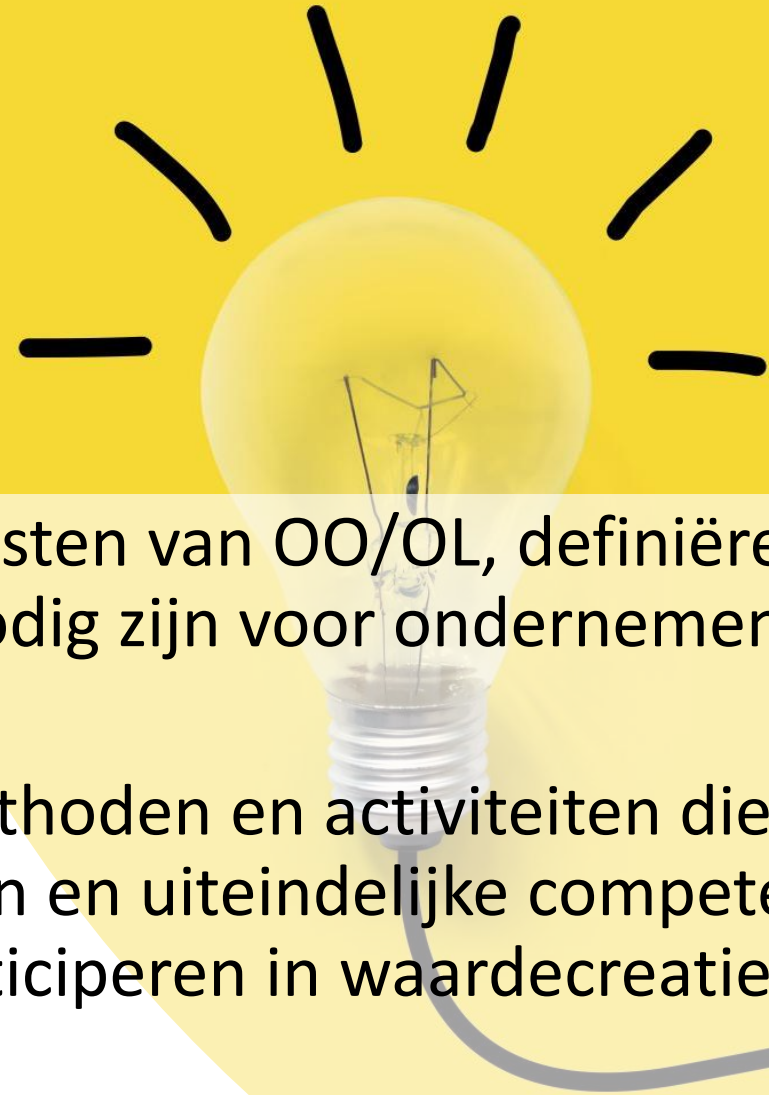 sten van OO/OL, definiëre
odig zijn voor ondernemen
thoden en activiteiten die
n en uiteindelijke compete
ticiperen in waardecreatie